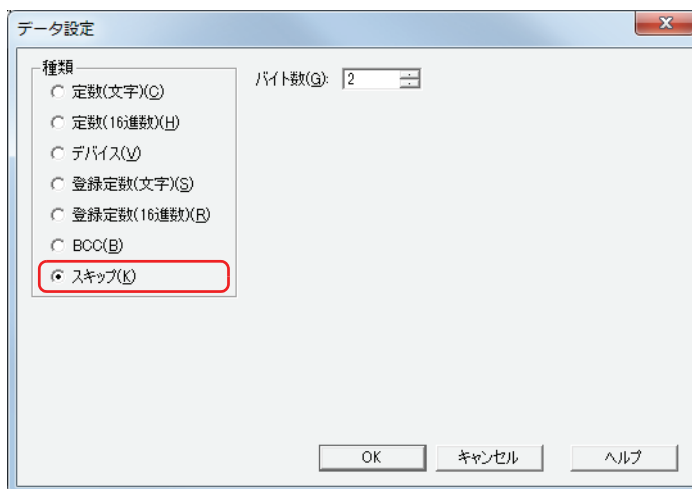 データ設定
種類
定数(文字)(C)
定数(16進数)(H)
デバイス(V)
登録定数(文字)(S)
登録定数(16進数)(R)
BCC(B)
スキップ(K)
バイト数(G): 2
OK キャンセル ヘルプ